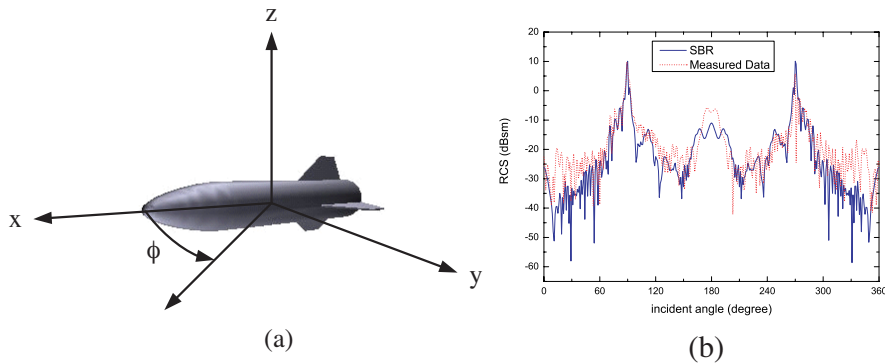 z
x
ϕ
y
(a)
20
10
0
-10
-20
-30
-40
-50
-60
RCS (dBsm)
SBR
Measured Data
0 60 120 180 240 300 360
incident angle (degree)
(b)